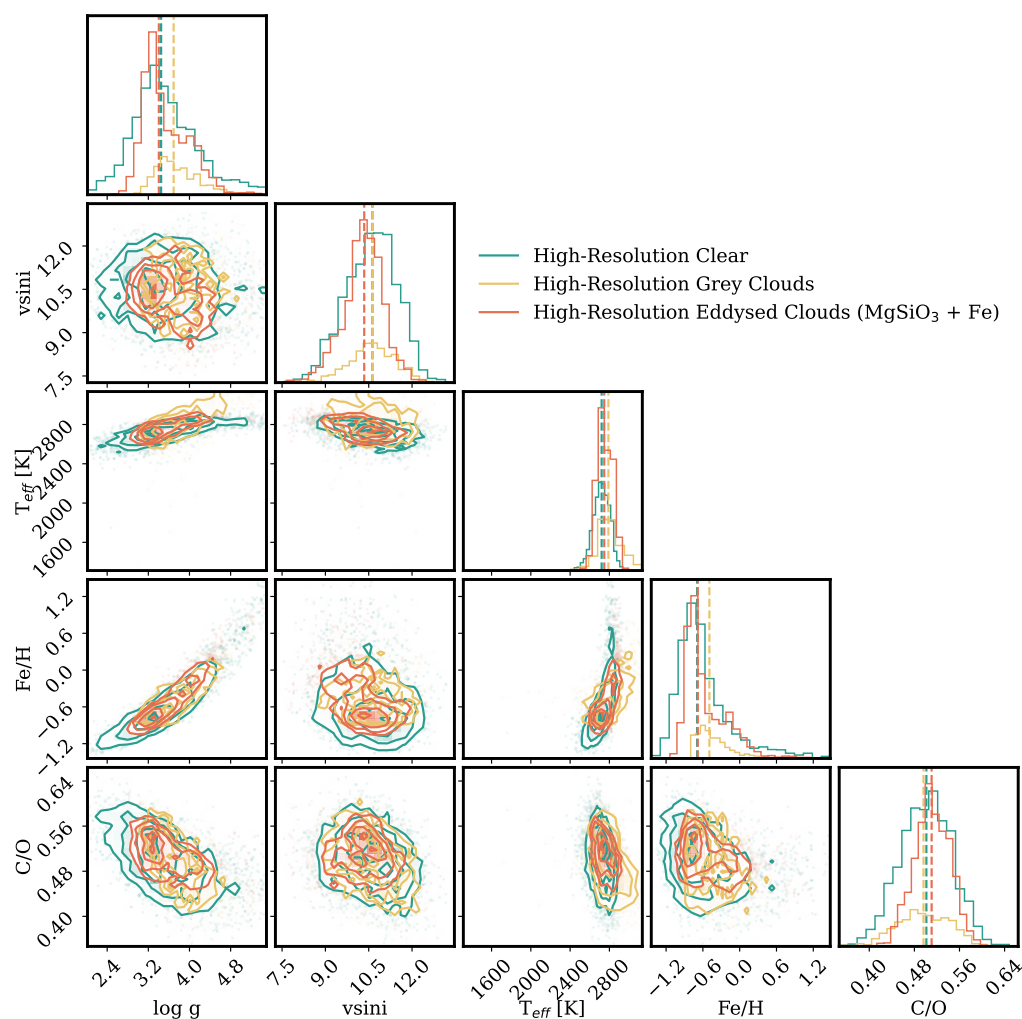 12.0
10.5
9.0
7.5
vsini
High-Resolution Clear
High-Resolution Grey Clouds
High-Resolution Eddysed Clouds (MgSiO₃ + Fe)
2800
2400
2000
1600
T_eff [K]
1.2
0.6
0.0
−0.6
−1.2
Fe/H
0.64
0.56
0.48
0.40
C/O
2.4 3.2 4.0 4.8 7.5 9.0 10.5 12.0 1600 2000 2400 2800 −1.2 −0.6 0.0 0.6 1.2 0.40 0.48 0.56 0.64
log g vsini T_eff [K] Fe/H C/O